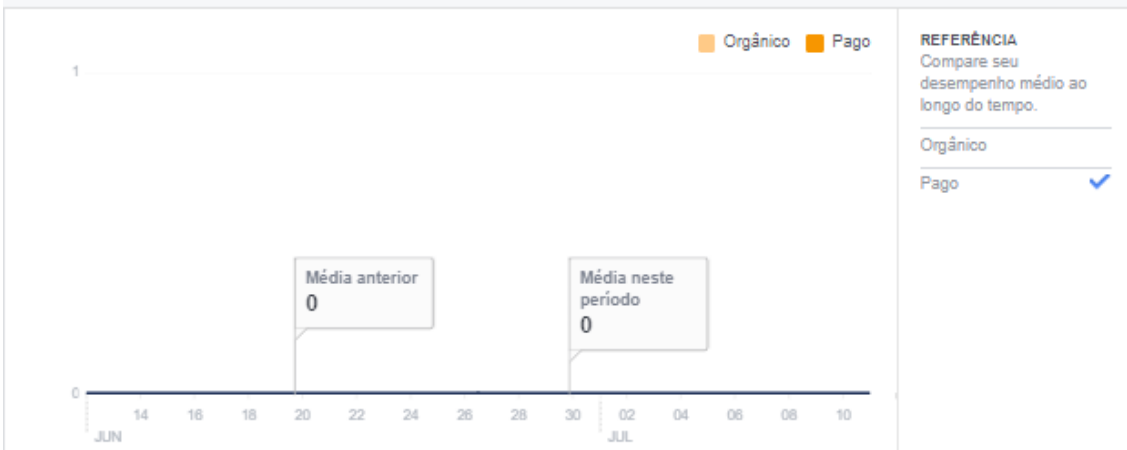 Orgânico Pago
1
Média anterior
0
Média neste
período
0
0
14 16 18 20 22 24 26 28 30 02 04 06 08 10
JUN JUL
REFERÊNCIA
Compare seu
desempenho médio ao
longo do tempo.
Orgânico
Pago